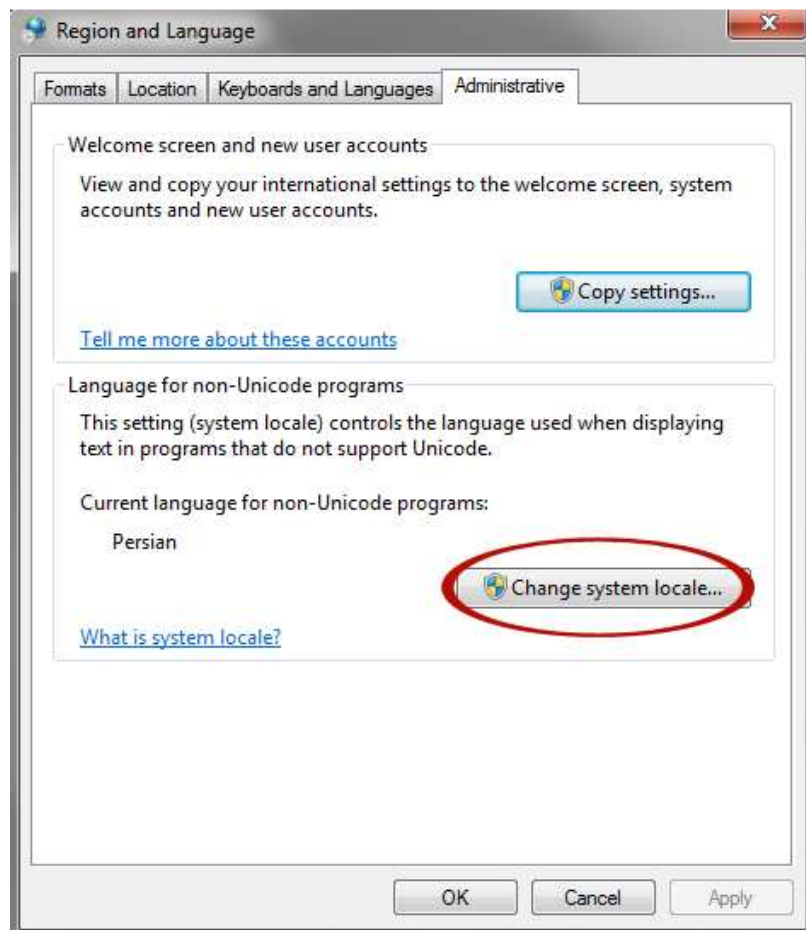 Region and Language
Formats Location Keyboards and Languages Administrative
Welcome screen and new user accounts
View and copy your international settings to the welcome screen, system
accounts and new user accounts.
Copy settings...
Tell me more about these accounts
Language for non-Unicode programs
This setting (system locale) controls the language used when displaying
text in programs that do not support Unicode.
Current language for non-Unicode programs:
Persian
Change system locale...
What is system locale?
OK Cancel Apply